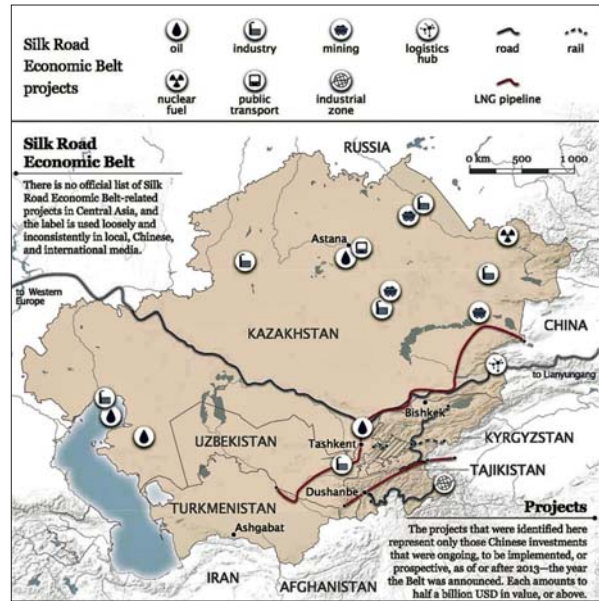 Silk Road
Economic Belt
projects
oil
industry
mining
logistics
hub
road
rail
nuclear
fuel
public
transport
industrial
zone
LNG pipeline
Silk Road
Economic Belt
There is no official list of Silk
Road Economic Belt-related
projects in Central Asia, and
the label is used loosely and
inconsistently in local, Chinese,
and international media.
RUSSIA
0 km 500 1 000
Astana
to Western
Europe
KAZAKHSTAN
CHINA
to Lianyungang
Bishkek
UZBEKISTAN
Tashkent
KYRGYZSTAN
TAJIKISTAN
Dushanbe
TURKMENISTAN
Ashgabat
IRAN
AFGHANISTAN
Projects
The projects that were identified here
represent only those Chinese investments
that were ongoing, to be implemented, or
prospective, as of or after 2013—the year
the Belt was announced. Each amounts to
half a billion USD in value, or above.